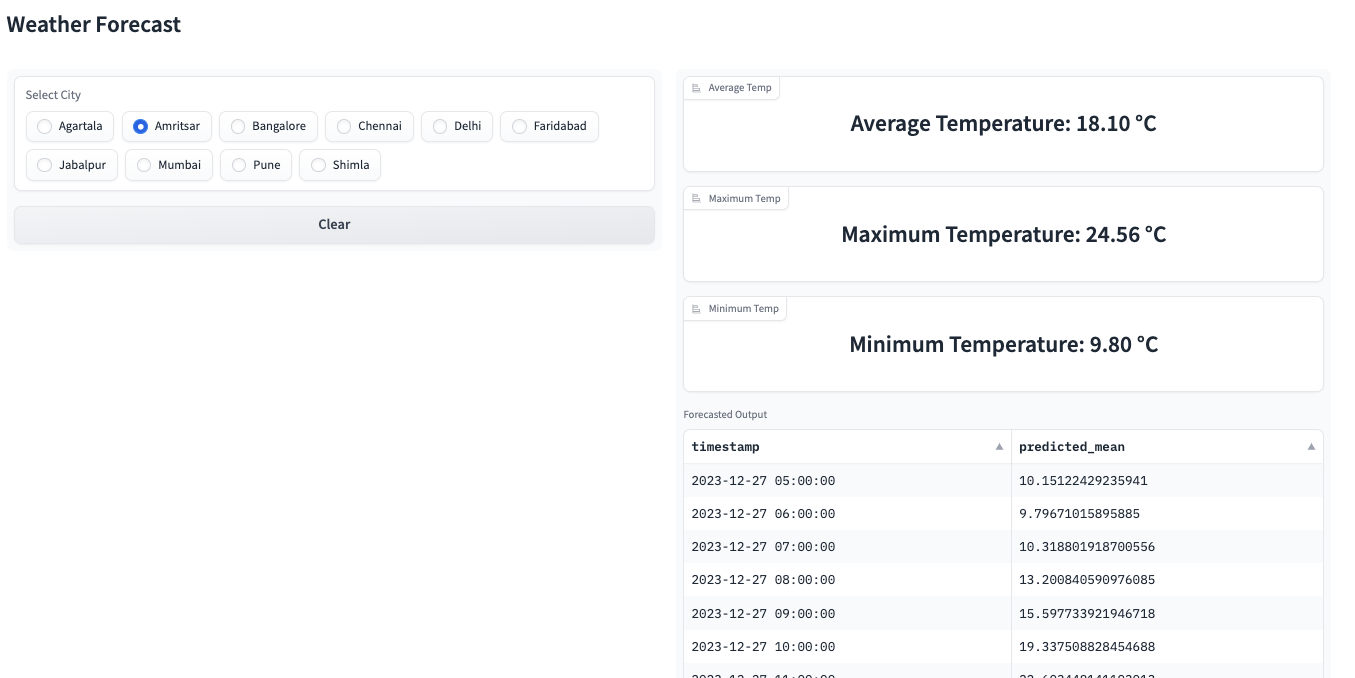 Weather Forecast
Select City
Agartala Amritsar Bangalore Chennai Delhi Faridabad
Jabalpur Mumbai Pune Shimla
Clear
Average Temp
Average Temperature: 18.10 °C
Maximum Temp
Maximum Temperature: 24.56 °C
Minimum Temp
Minimum Temperature: 9.80 °C
Forecasted Output
timestamp predicted_mean
2023-12-27 05:00:00 10.15122429235941
2023-12-27 06:00:00 9.79671015895885
2023-12-27 07:00:00 10.318801918700556
2023-12-27 08:00:00 13.200840590976085
2023-12-27 09:00:00 15.597733921946718
2023-12-27 10:00:00 19.337508828454688